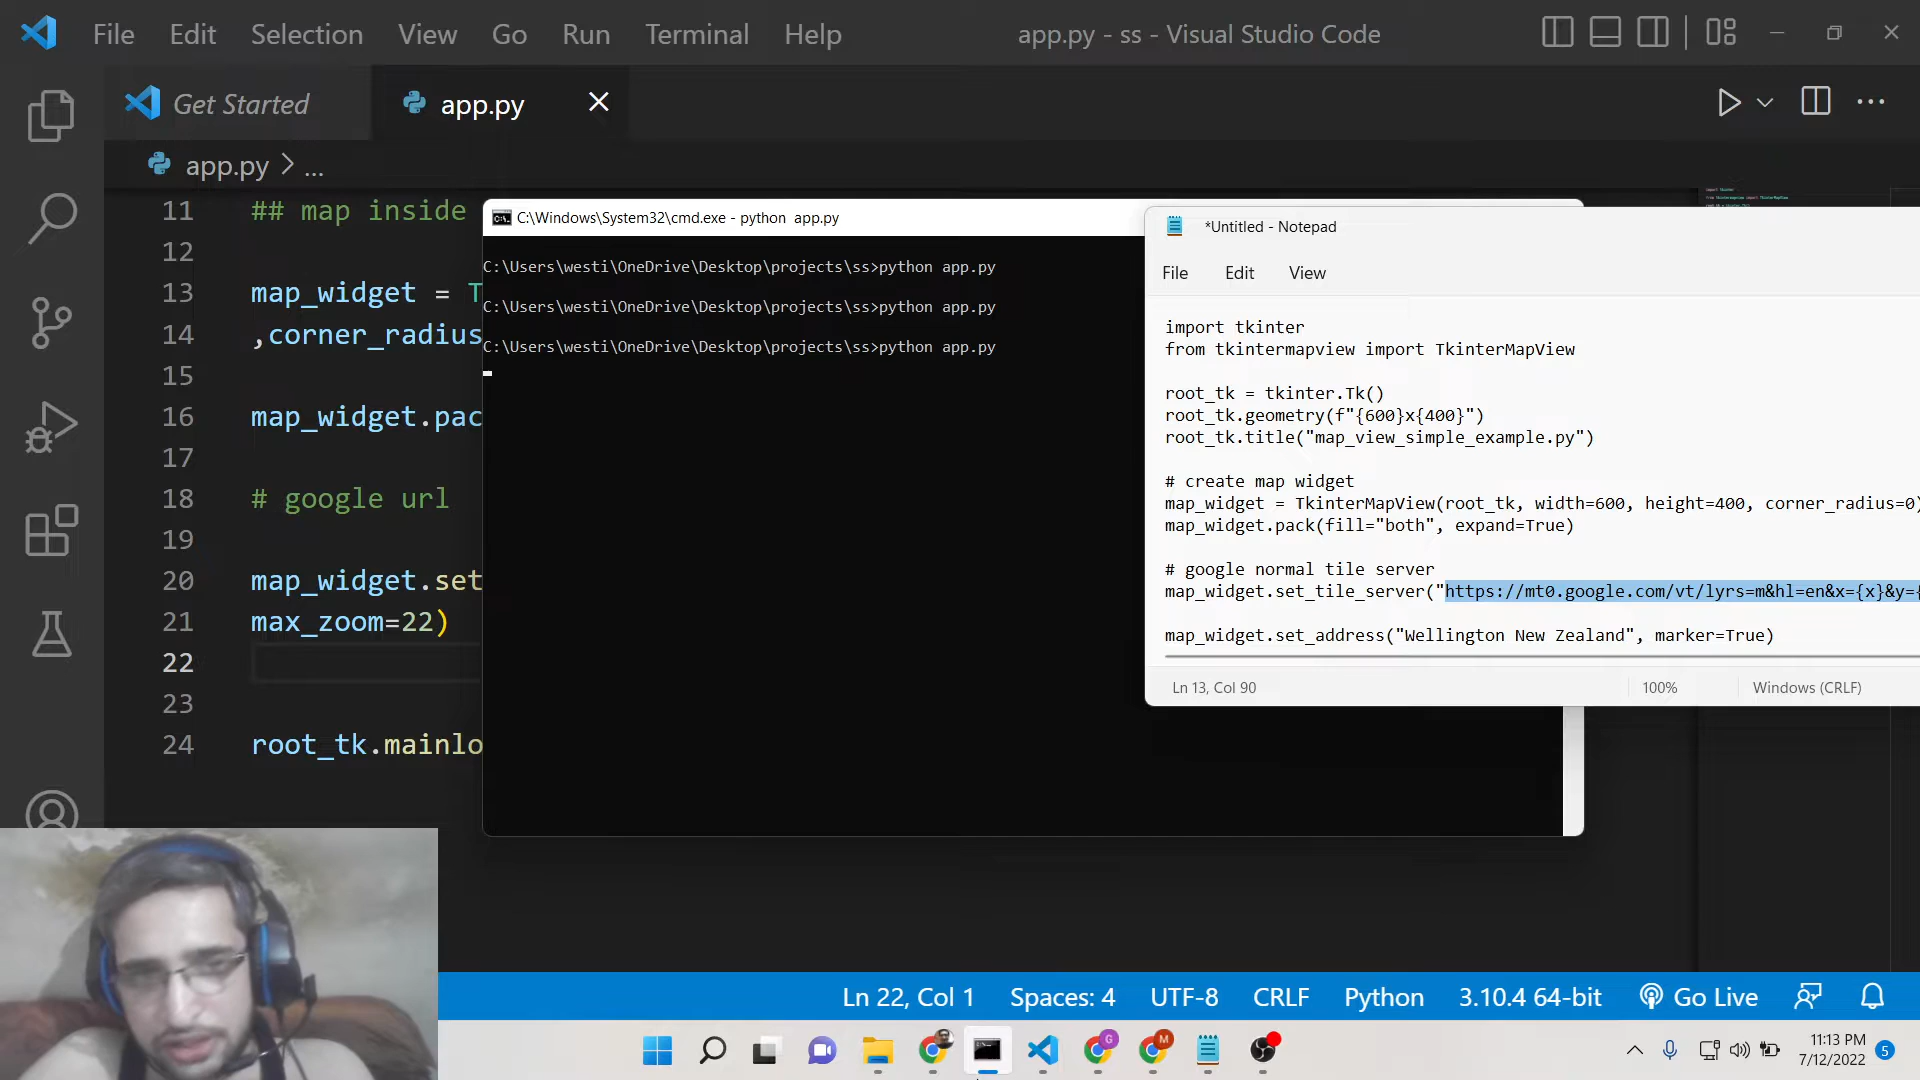 File Edit Selection View Go Run Terminal Help
app.py - ss - Visual Studio Code
Get Started
app.py
app.py > ...
11 ## map inside
12
13 map_widget = T
14 ,corner_radius
15
16 map_widget.pac
17
18 # google url
19
20 map_widget.set
21 max_zoom=22)
22
23
24 root_tk.mainlo
C:\Windows\System32\cmd.exe - python  app.py
C:\Users\westi\OneDrive\Desktop\projects\ss>python app.py
C:\Users\westi\OneDrive\Desktop\projects\ss>python app.py
C:\Users\westi\OneDrive\Desktop\projects\ss>python app.py
*Untitled - Notepad
File Edit View
import tkinter
from tkintermapview import TkinterMapView
root_tk = tkinter.Tk()
root_tk.geometry(f"{600}x{400}")
root_tk.title("map_view_simple_example.py")
# create map widget
map_widget = TkinterMapView(root_tk, width=600, height=400, corner_radius=0)
map_widget.pack(fill="both", expand=True)
# google normal tile server
map_widget.set_tile_server("https://mt0.google.com/vt/lyrs=m&hl=en&x={x}&y={
map_widget.set_address("Wellington New Zealand", marker=True)
Ln 13, Col 90
100%
Windows (CRLF)
Ln 22, Col 1 Spaces: 4 UTF-8 CRLF Python 3.10.4 64-bit Go Live
G
M
11:13 PM
7/12/2022
5